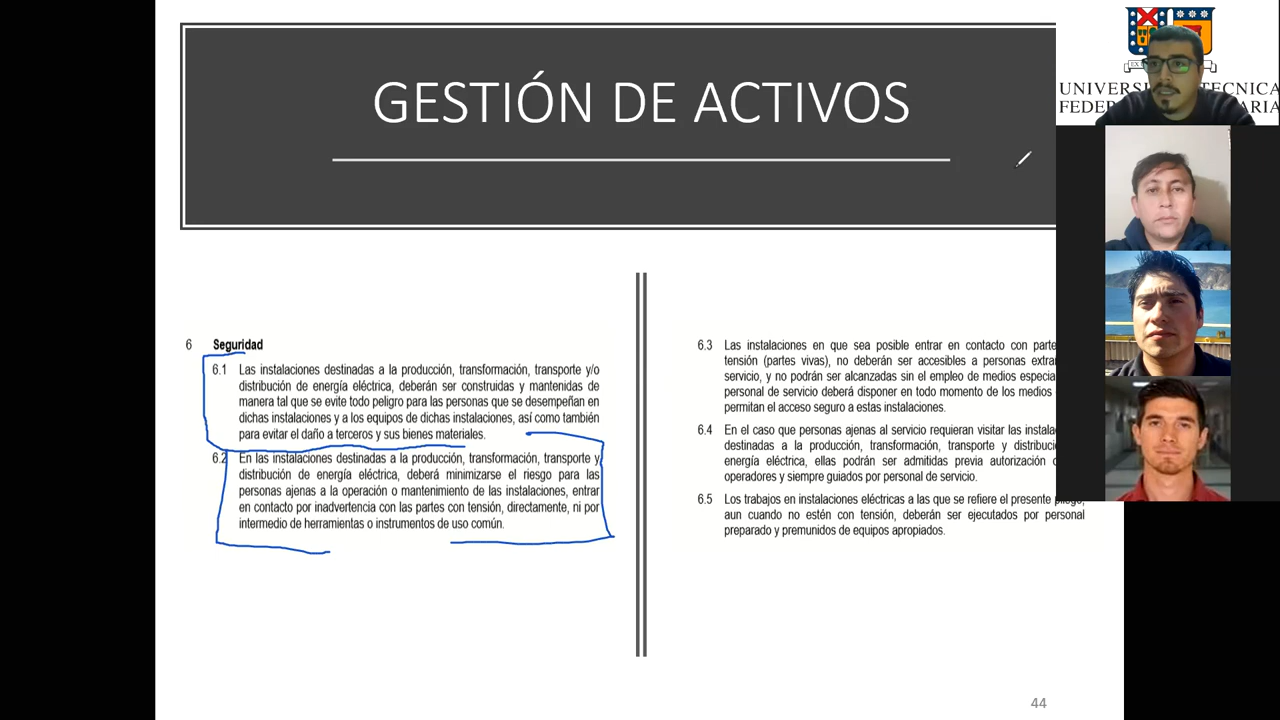 GESTIÓN DE ACTIVOS
6 Seguridad
6.1 Las instalaciones destinadas a la producción, transformación, transporte y/o
distribución de energía eléctrica, deberán ser construidas y mantenidas de
manera tal que se evite todo peligro para las personas que se desempeñan en
dichas instalaciones y a los equipos de dichas instalaciones, así como también
para evitar el daño a terceros y sus bienes materiales.
6.2 En las instalaciones destinadas a la producción, transformación, transporte y
distribución de energía eléctrica, deberá minimizarse el riesgo para las
personas ajenas a la operación o mantenimiento de las instalaciones, entrar
en contacto por inadvertencia con las partes con tensión, directamente, ni por
intermedio de herramientas o instrumentos de uso común.
6.3 Las instalaciones en que sea posible entrar en contacto con
tensión (partes vivas), no deberán ser accesibles a personas
servicio, y no podrán ser alcanzadas sin el empleo de medios
personal de servicio deberá disponer en todo momento de los medios
permitan el acceso seguro a estas instalaciones.
6.4 En el caso que personas ajenas al servicio requieran visitar las
destinadas a la producción, transformación, transporte y
energía eléctrica, ellas podrán ser admitidas previa autorización
operadores y siempre guiados por personal de servicio.
6.5 Los trabajos en instalaciones eléctricas a las que se refiere el presente pliego,
aun cuando no estén con tensión, deberán ser ejecutados por personal
preparado y premunidos de equipos apropiados.
44